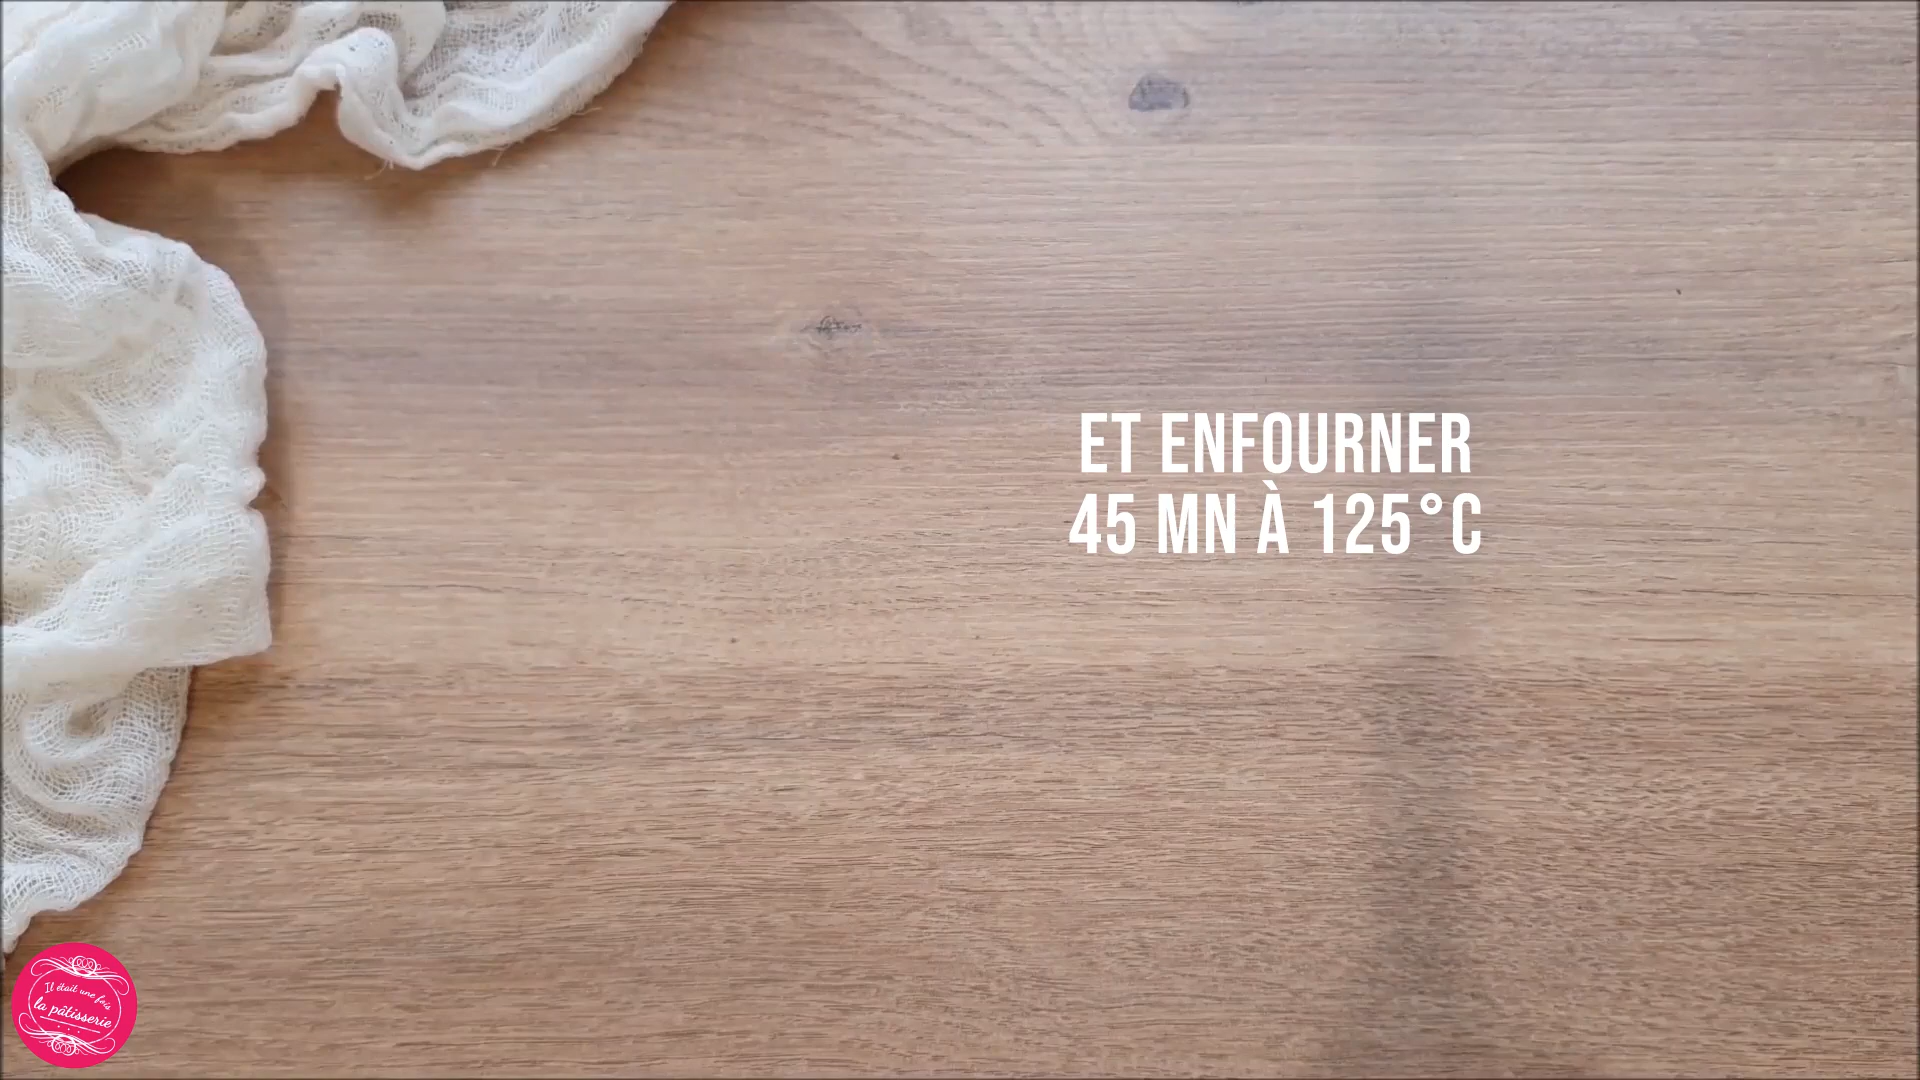 ET ENFOURNER
45 MN À 125°C
Il était une fois
la pâtisserie